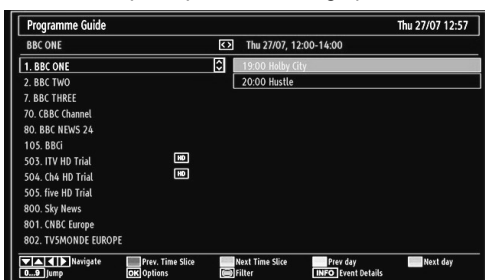 Programme Guide Thu 27/07 12:57
BBC ONE Thu 27/07, 12:00-14:00
1. BBC ONE 19:00 Holby City
2. BBC TWO 20:00 Hustle
7. BBC THREE
70. CBBC Channel
80. BBC NEWS 24
105. BBCi
503. ITV HD Trial HD
504. Ch4 HD Trial HD
505. five HD Trial
800. Sky News
801. CNBC Europe
802. TV5MONDE EUROPE
Navigate Prev. Time Slice Next Time Slice Prev day Next day
0...9 Jump OK Options Filter INFO Event Details